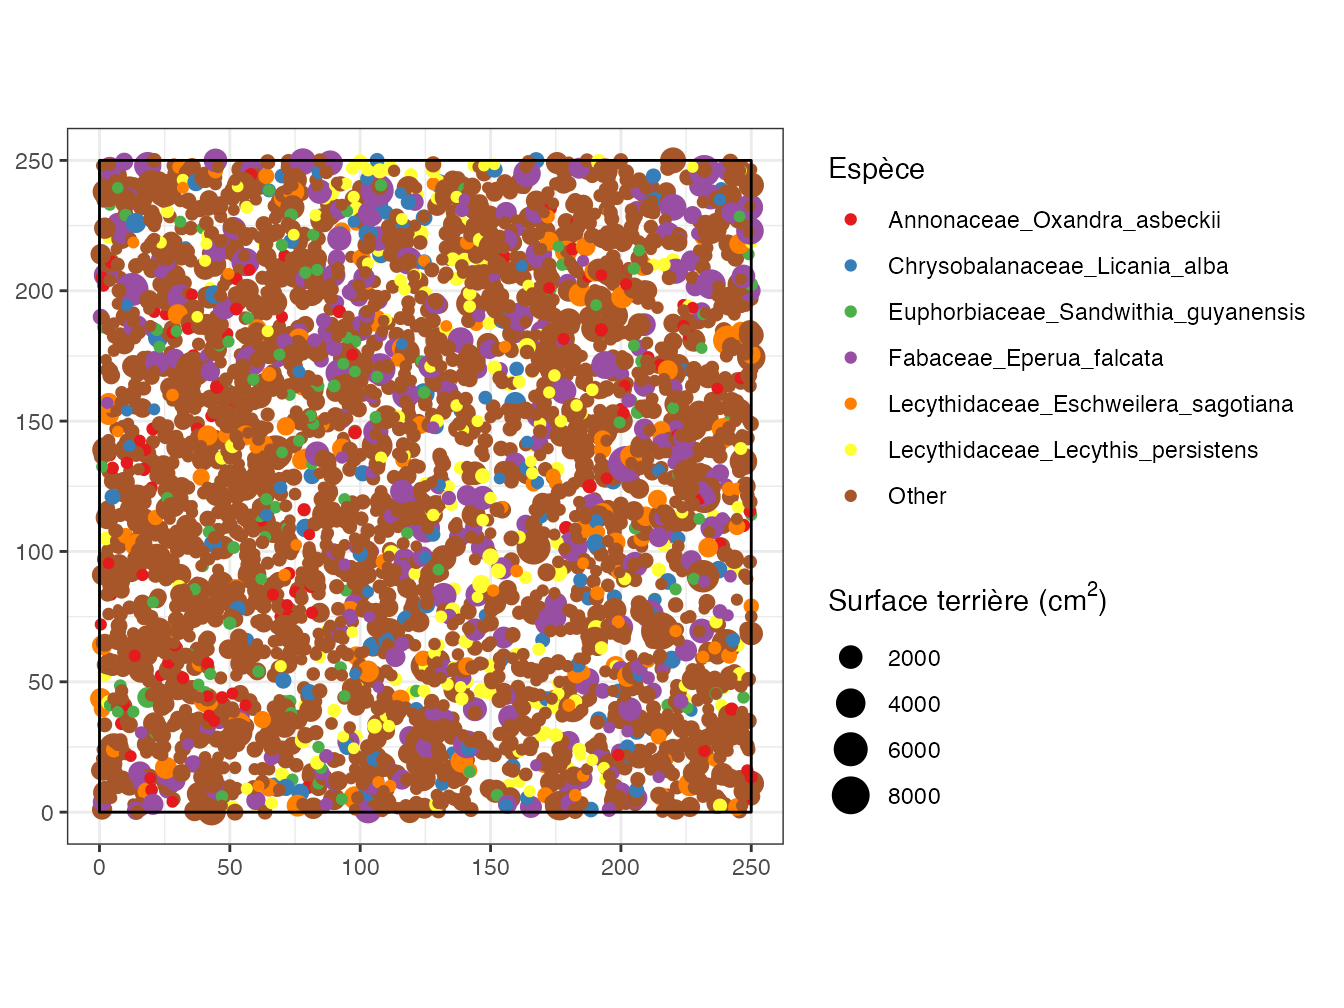 250
200
150
100
50
0
0 50 100 150 200 250
Espèce
Annonaceae_Oxandra_asbeckii
Chrysobalanaceae_Licania_alba
Euphorbiaceae_Sandwithia_guyanensis
Fabaceae_Eperua_falcata
Lecythidaceae_Eschweilera_sagotiana
Lecythidaceae_Lecythis_persistens
Other
Surface terrière (cm²)
2000
4000
6000
8000